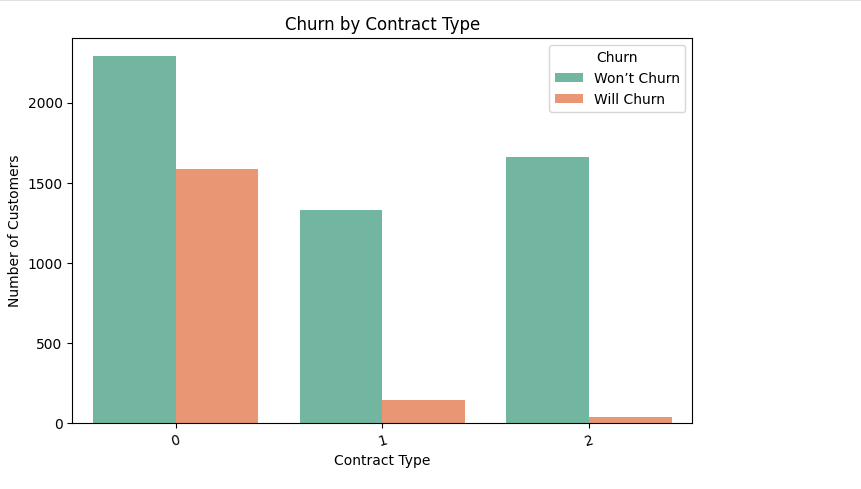 Churn by Contract Type
Churn
Won’t Churn
Will Churn
Number of Customers
2000
1500
1000
500
0
0
1
2
Contract Type